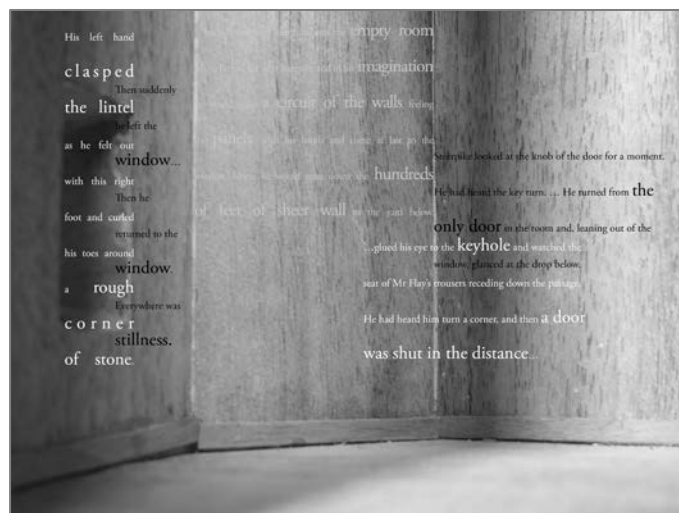 His left hand
clasped
the lintel
as he felt out
with this right
foot and curled
his toes around
a rough
corner
of stone.
Then suddenly
he left the
window…
Then he
returned to the
window.
Everywhere was
stillness.
empty room
imagination
a circuit of the walls feeling
panels
hundreds
of feet of sheer wall to the yard below.
Steerpike looked at the knob of the door for a moment.
He had heard the key turn. … He turned from the
only door in the room and, leaning out of the
window, glanced at the drop below.
…glued his eye to the keyhole and watched the
seat of Mr Flay's trousers receding down the passage.
He had heard him turn a corner, and then a door
was shut in the distance…